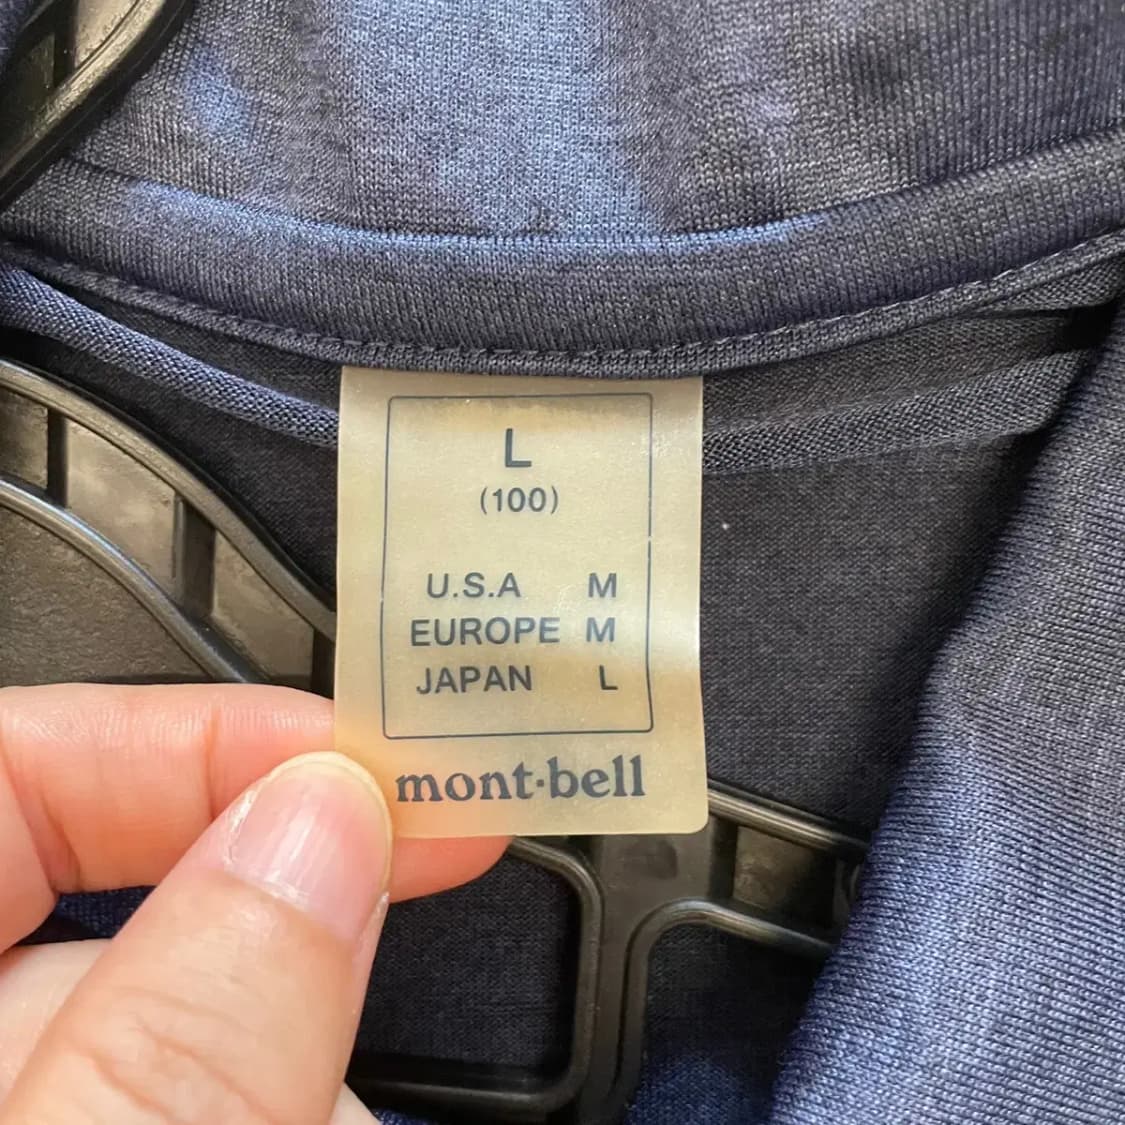 L
(100)
U.S.A M
EUROPE M
JAPAN L
mont·bell